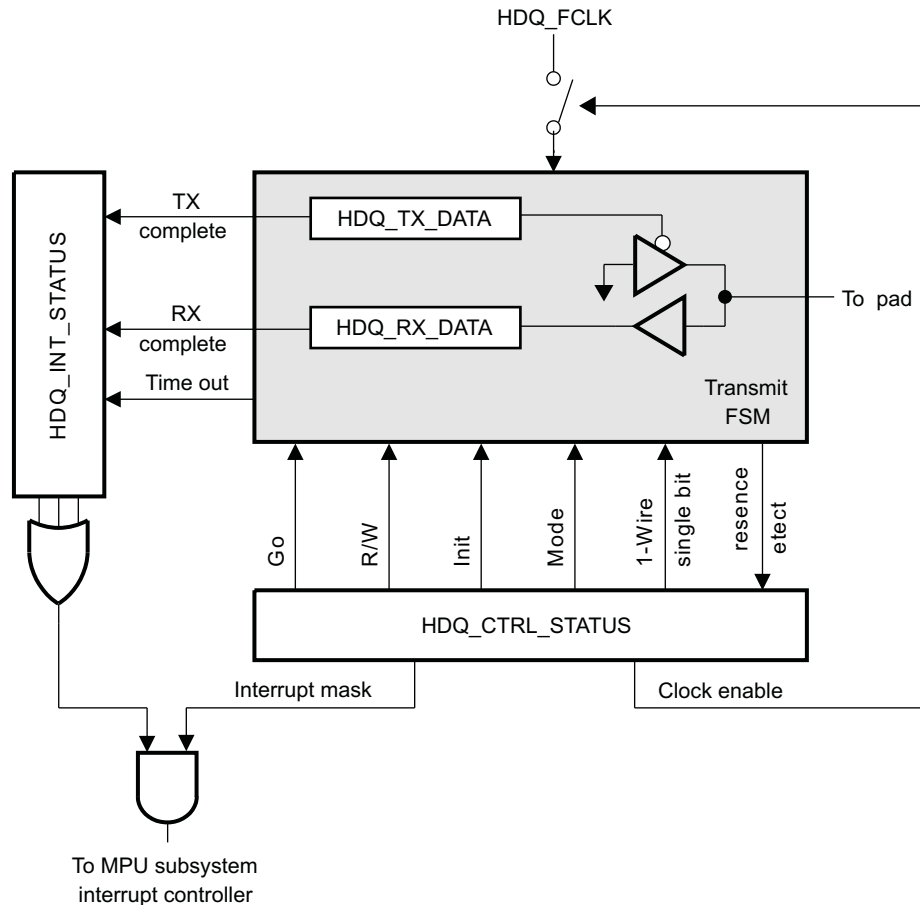 HDQ_FCLK
TX
complete
HDQ_TX_DATA
HDQ_INT_STATUS
RX
complete
HDQ_RX_DATA
To pad
Time out
Transmit
FSM
Go
R/W
Init
Mode
1-Wire
single bit
resence
etect
HDQ_CTRL_STATUS
Interrupt mask
Clock enable
To MPU subsystem
interrupt controller